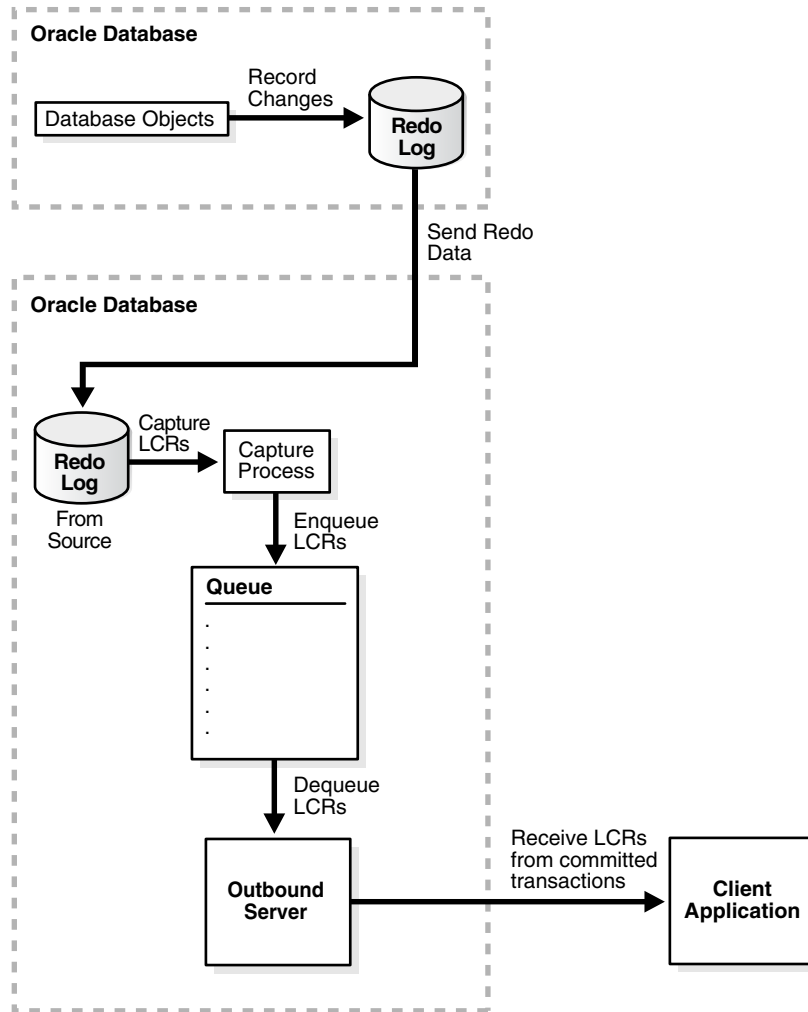 Oracle Database
Record
Changes
Database Objects
Redo
Log
Send Redo
Data
Oracle Database
Capture
LCRs
Redo
Log
From
Source
Capture
Process
Enqueue
LCRs
Queue
.
.
.
.
.
.
Dequeue
LCRs
Outbound
Server
Receive LCRs
from committed
transactions
Client
Application